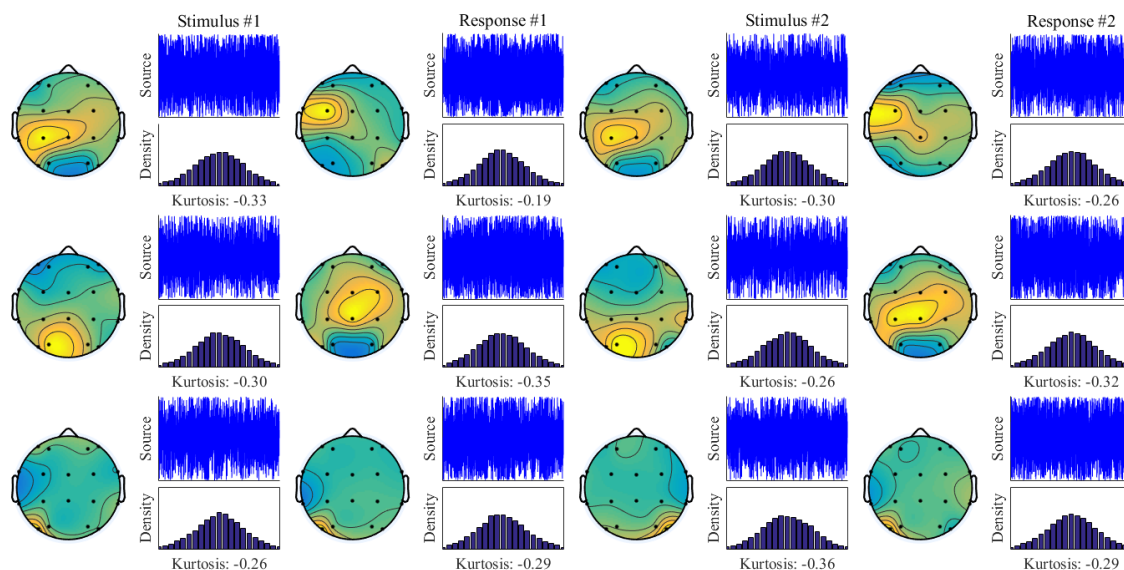 Stimulus #1
Response #1
Stimulus #2
Response #2
Source
Source
Source
Source
Density
Density
Density
Density
Kurtosis: -0.33
Kurtosis: -0.19
Kurtosis: -0.30
Kurtosis: -0.26
Source
Source
Source
Source
Density
Density
Density
Density
Kurtosis: -0.30
Kurtosis: -0.35
Kurtosis: -0.26
Kurtosis: -0.32
Source
Source
Source
Source
Density
Density
Density
Density
Kurtosis: -0.26
Kurtosis: -0.29
Kurtosis: -0.36
Kurtosis: -0.29